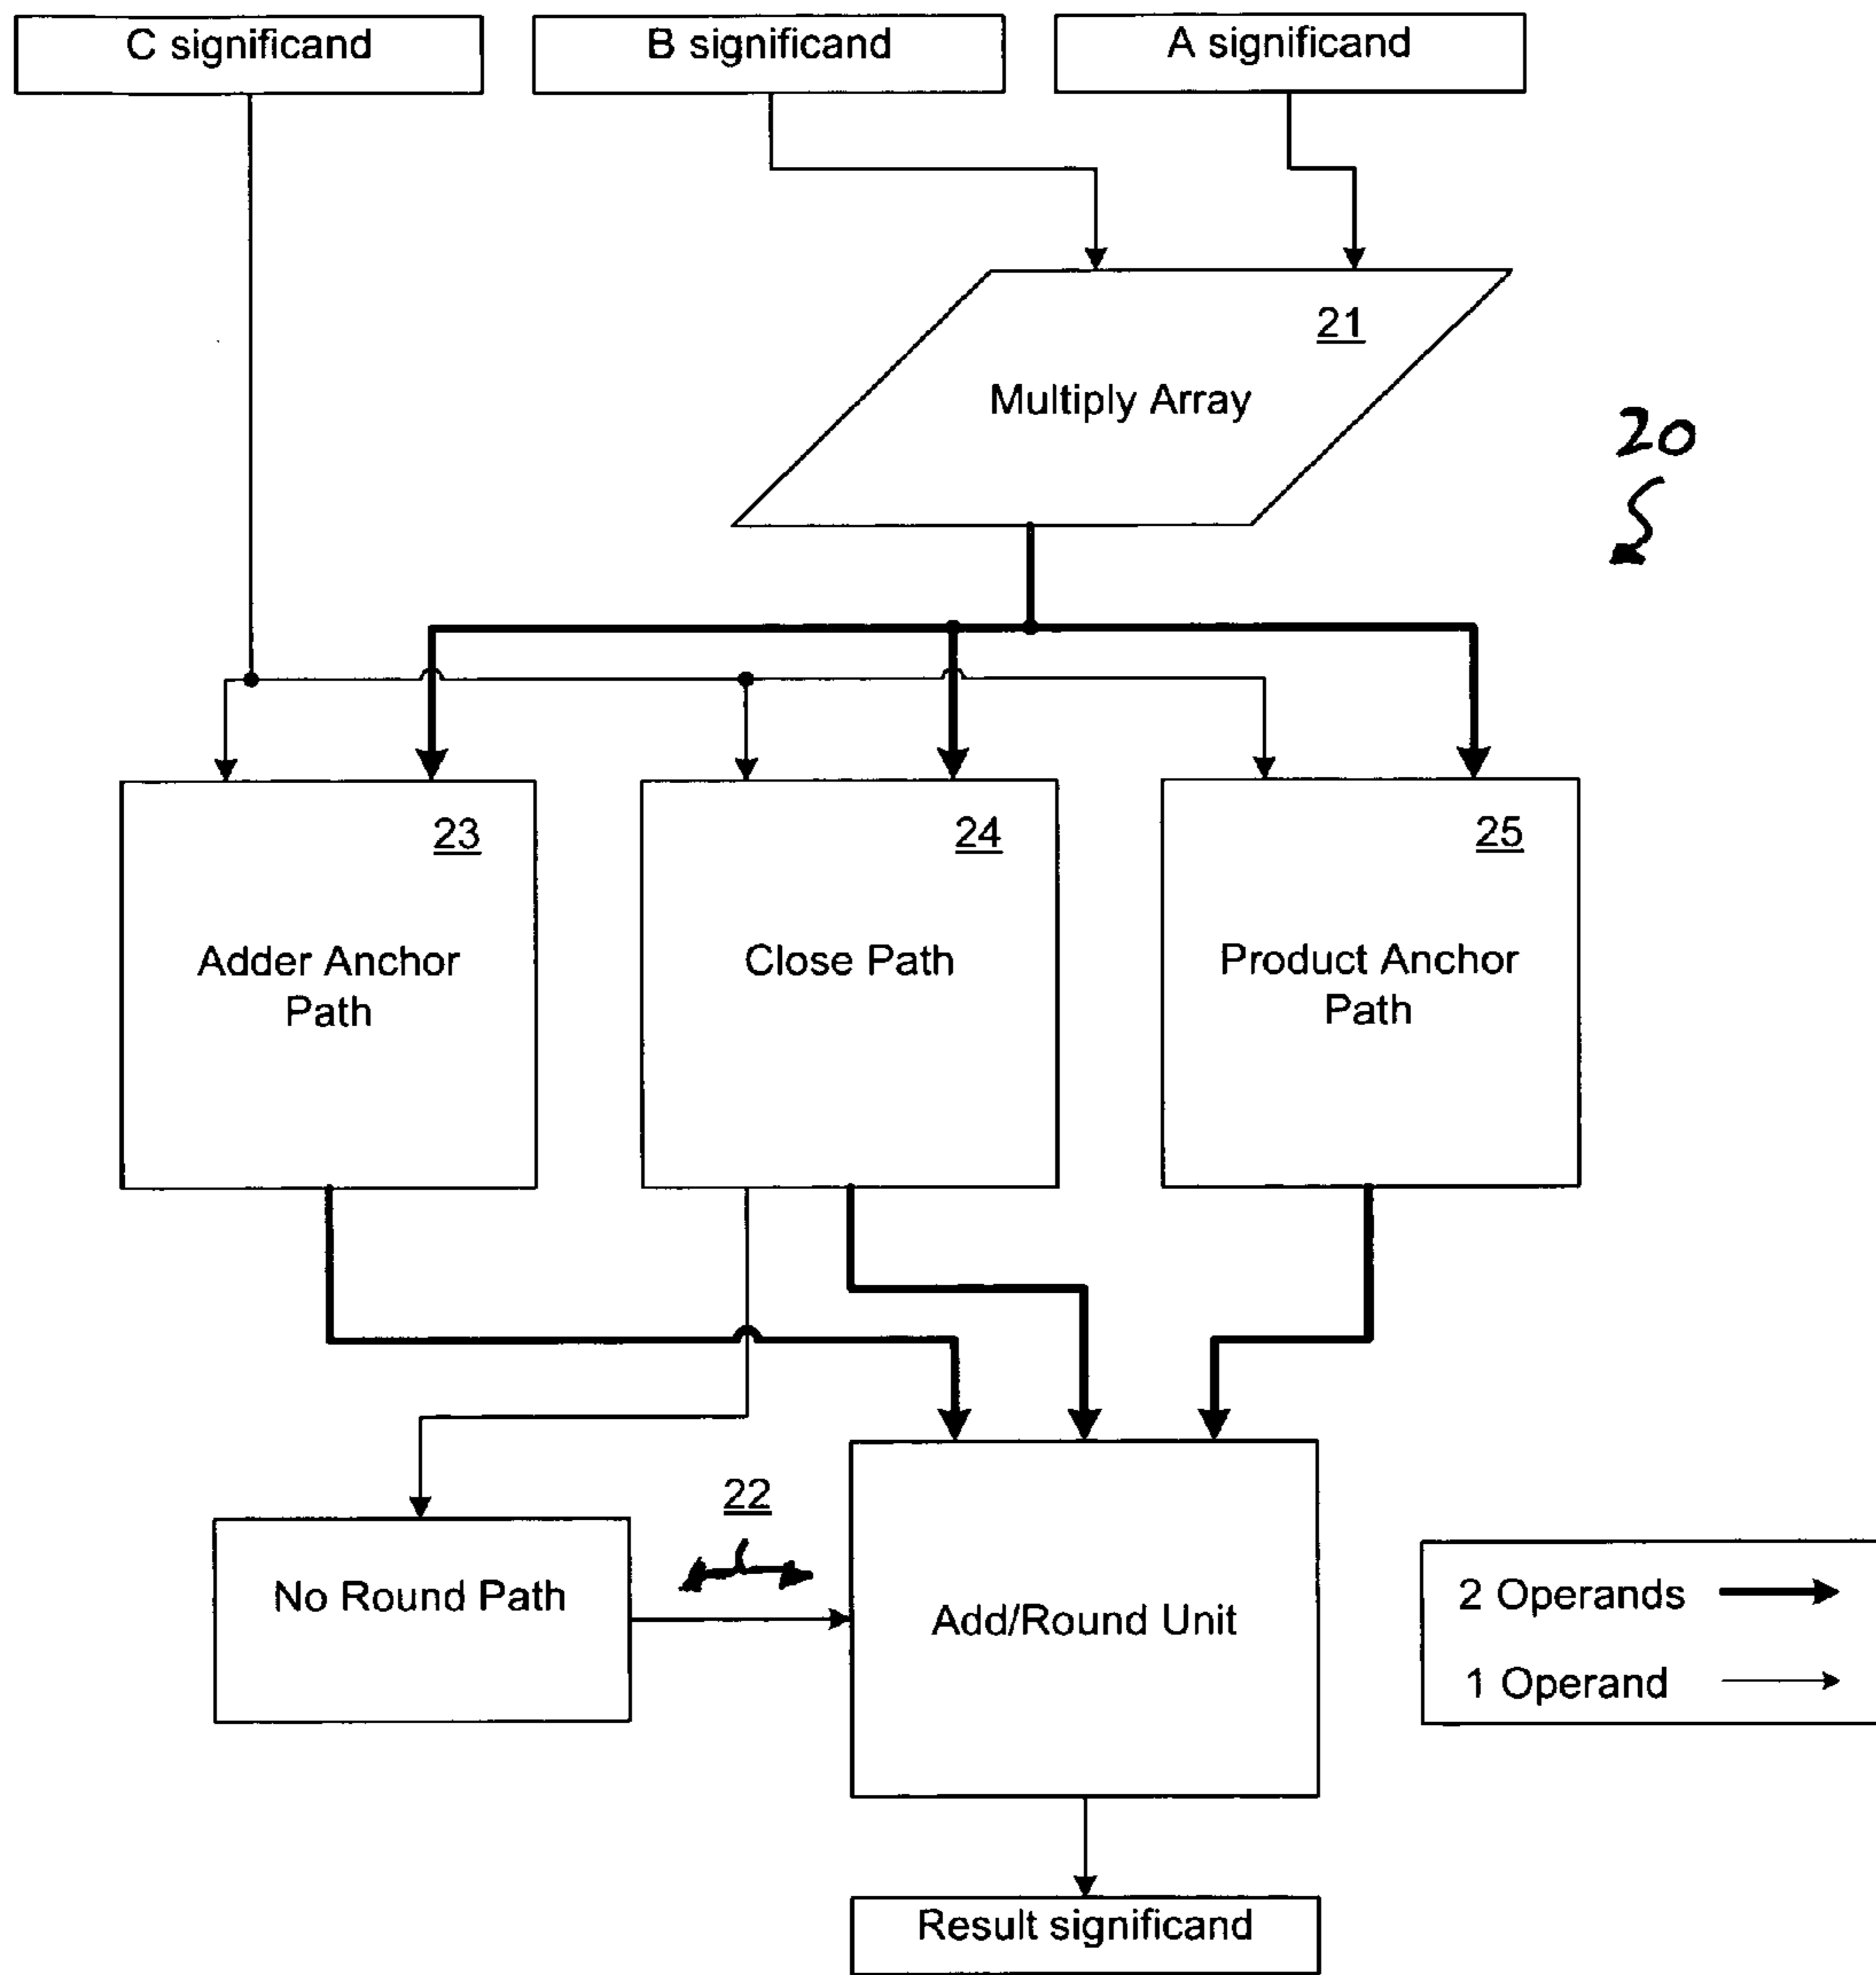 C significand
B significand
A significand
21
Multiply Array
20
23
24
25
Adder Anchor
Path
Close Path
Product Anchor
Path
22
No Round Path
Add/Round Unit
2 Operands
1 Operand
Result significand